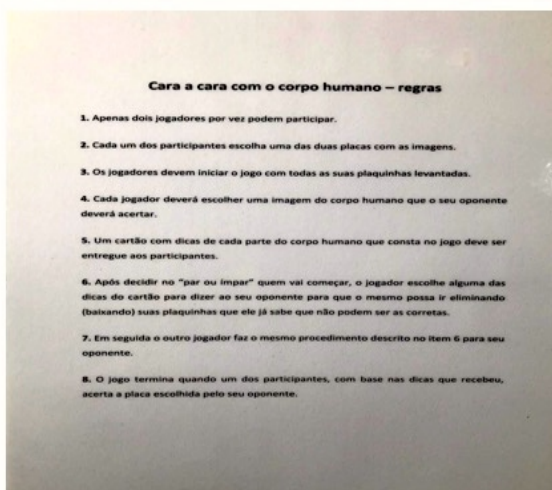 Cara a cara com o corpo humano – regras
1. Apenas dois jogadores por vez podem participar.
2. Cada um dos participantes escolha uma das duas placas com as imagens.
3. Os jogadores devem iniciar o jogo com todas as suas plaquinhas levantadas.
4. Cada jogador deverá escolher uma imagem do corpo humano que o seu oponente
deverá acertar.
5. Um cartão com dicas de cada parte do corpo humano que consta no jogo deve ser
entregue aos participantes.
6. Após decidir no "par ou impar" quem vai começar, o jogador escolhe alguma das
dicas do cartão para dizer ao seu oponente para que o mesmo possa ir eliminando
(baixando) suas plaquinhas que ele já sabe que não podem ser as corretas.
7. Em seguida o outro jogador faz o mesmo procedimento descrito no item 6 para seu
oponente.
8. O jogo termina quando um dos participantes, com base nas dicas que recebeu,
acerta a placa escolhida pelo seu oponente.